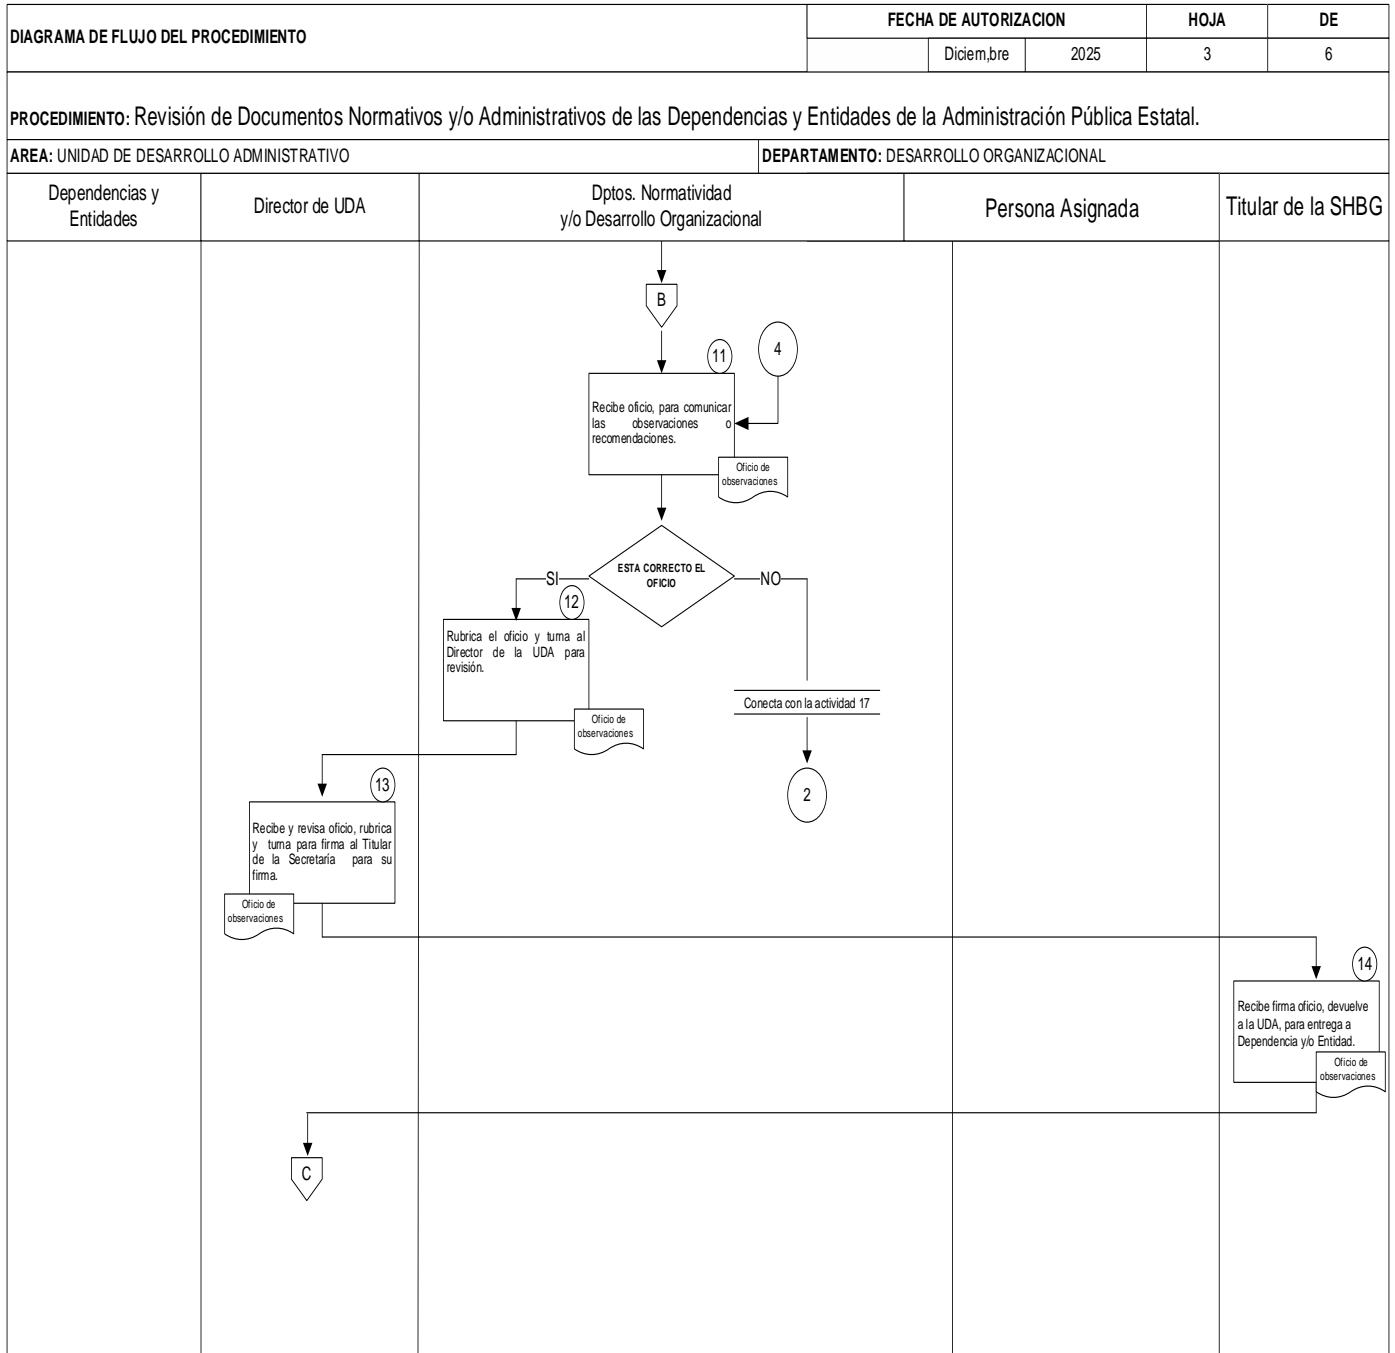 DIAGRAMA DE FLUJO DEL PROCEDIMIENTO
FECHA DE AUTORIZACION
HOJA
DE
Diciem,bre
2025
3
6
PROCEDIMIENTO: Revisión de Documentos Normativos y/o Administrativos de las Dependencias y Entidades de la Administración Pública Estatal.
AREA: UNIDAD DE DESARROLLO ADMINISTRATIVO
DEPARTAMENTO: DESARROLLO ORGANIZACIONAL
Dependencias y
Entidades
Director de UDA
Dptos. Normatividad
y/o Desarrollo Organizacional
Persona Asignada
Titular de la SHBG
B
11
4
Recibe oficio, para comunicar
las observaciones o
recomendaciones.
Oficio de
observaciones
ESTA CORRECTO EL
OFICIO
SI
NO
12
Rubrica el oficio y turna al
Director de la UDA para
revisión.
Oficio de
observaciones
Conecta con la actividad 17
2
13
Recibe y revisa oficio, rubrica
y turna para firma al Titular
de la Secretaría para su
firma.
Oficio de
observaciones
14
Recibe firma oficio, devuelve
a la UDA, para entrega a
Dependencia y/o Entidad.
Oficio de
observaciones
C